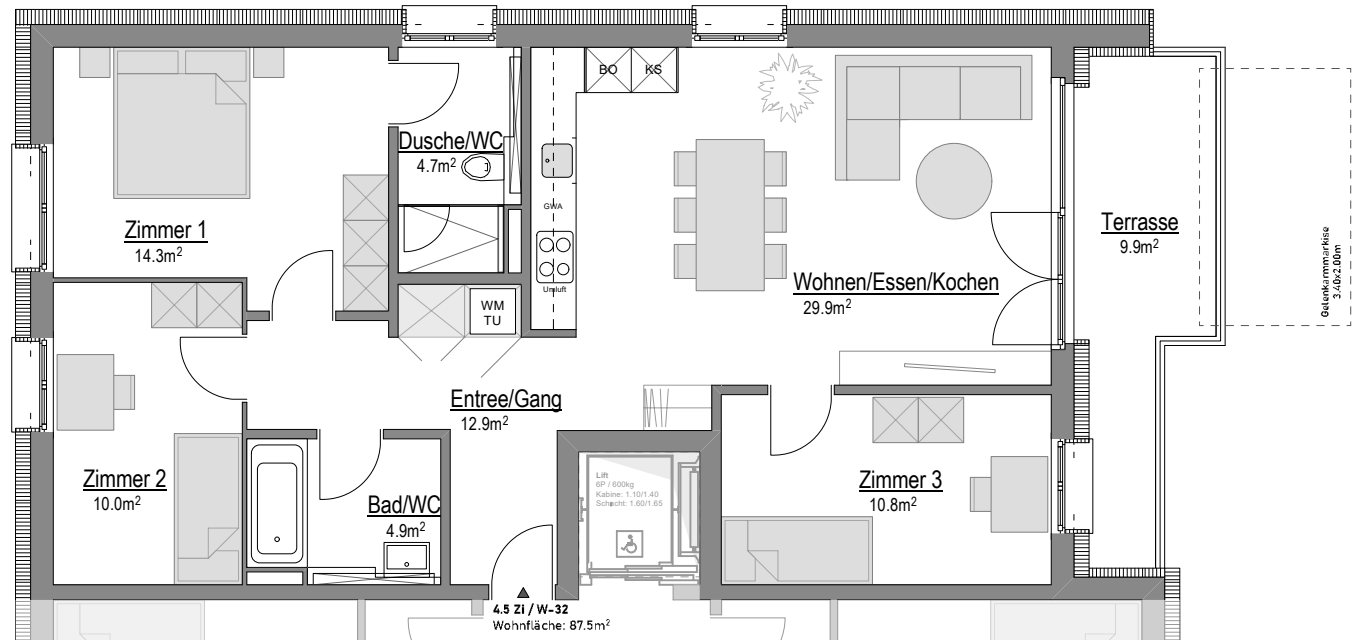 BO KS
Dusche/WC
4.7m²
Zimmer 1
14.3m²
GWA
Umluft
WM
TU
Wohnen/Essen/Kochen
29.9m²
Terrasse
9.9m²
Gelenkarmmarkise
3.40x2.00m
Entree/Gang
12.9m²
Zimmer 2
10.0m²
Bad/WC
4.9m²
Lift
6P / 600kg
Kabine: 1.10/1.40
Schacht: 1.60/1.65
Zimmer 3
10.8m²
4.5 Zi / W-32
Wohnfläche: 87.5m²